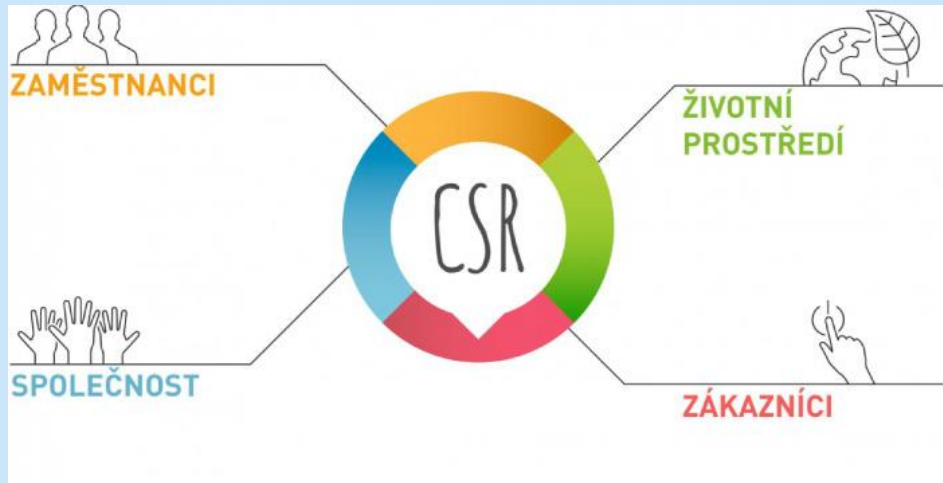 ZAMĚSTNANCI
ŽIVOTNÍ
PROSTŘEDÍ
CSR
SPOLEČNOST
ZÁKAZNÍCI